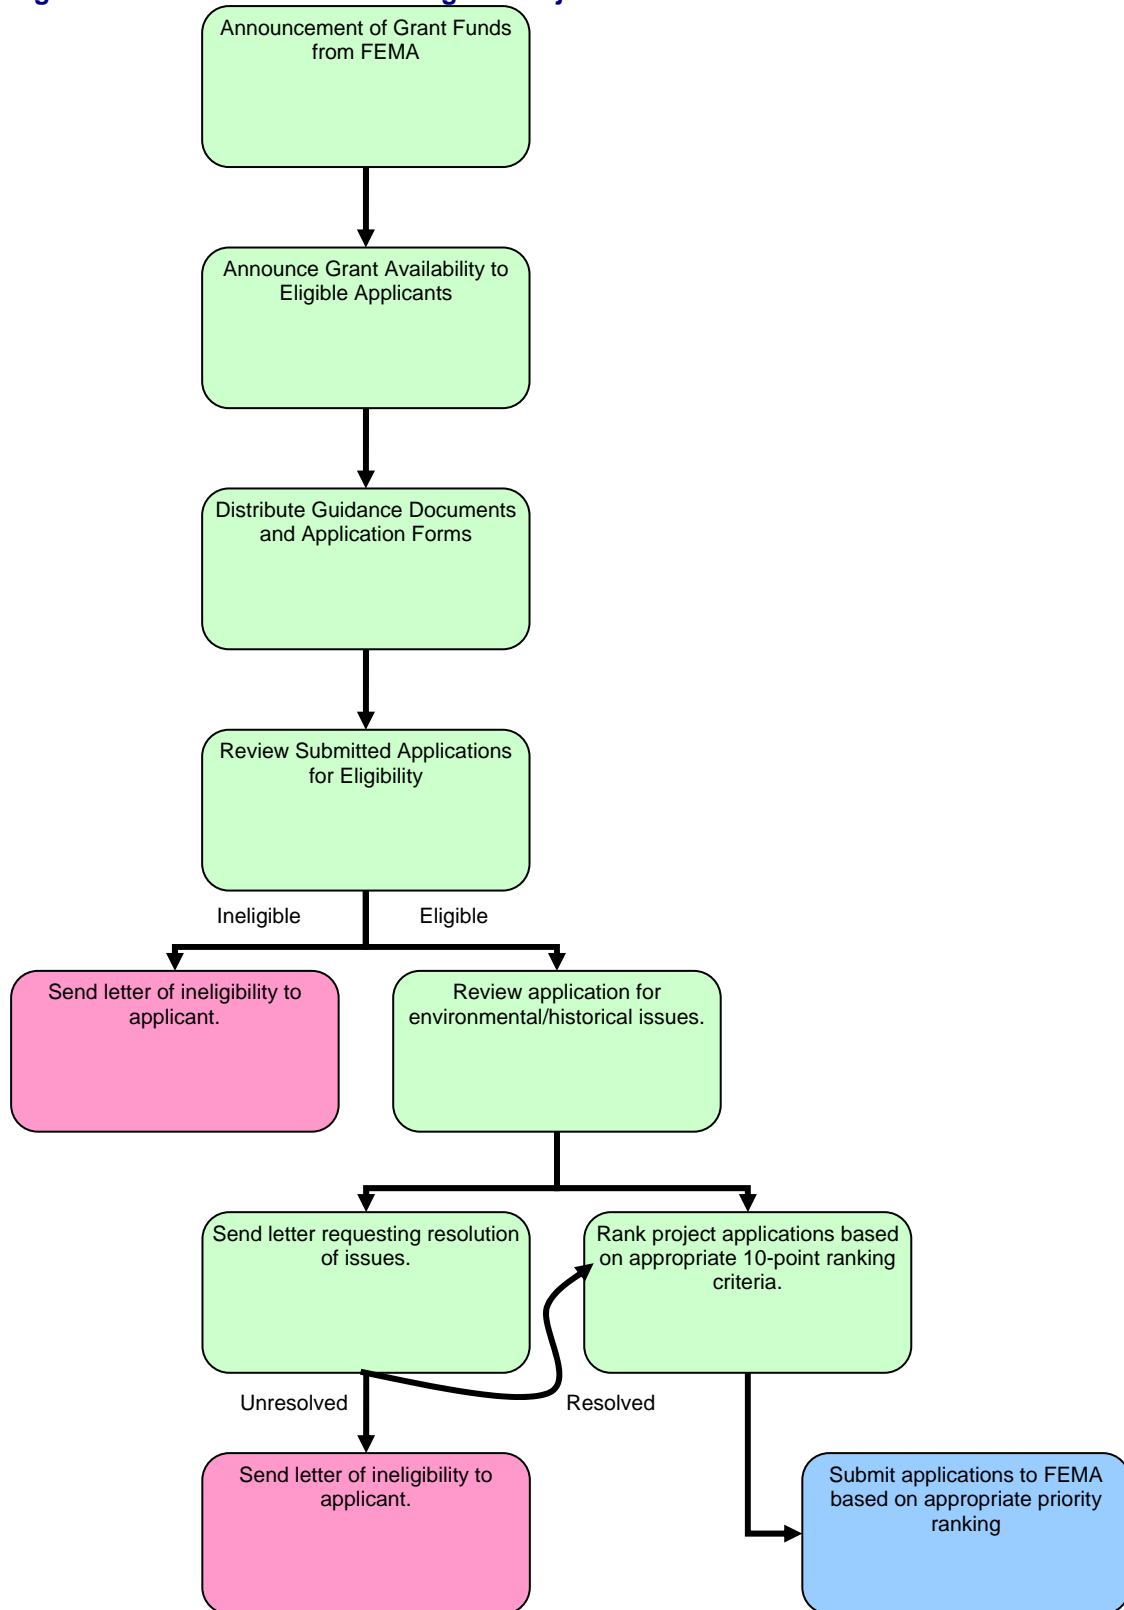 Announcement of Grant Funds
from FEMA
Announce Grant Availability to
Eligible Applicants
Distribute Guidance Documents
and Application Forms
Review Submitted Applications
for Eligibility
Ineligible
Eligible
Send letter of ineligibility to
applicant.
Review application for
environmental/historical issues.
Send letter requesting resolution
of issues.
Rank project applications based
on appropriate 10-point ranking
criteria.
Unresolved
Resolved
Send letter of ineligibility to
applicant.
Submit applications to FEMA
based on appropriate priority
ranking